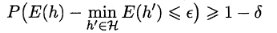 P(E(h) − min_{h′∈𝓗} E(h′) ⩽ ϵ) ⩾ 1 − δ